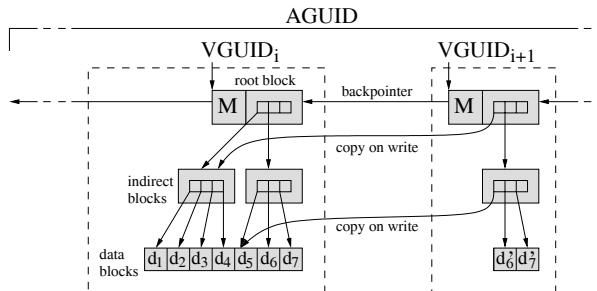 AGUID
VGUIDi VGUIDi+1
root block
M backpointer M
copy on write
indirect
blocks
copy on write
data
blocks
d1 d2 d3 d4 d5 d6 d7 d'6 d'7